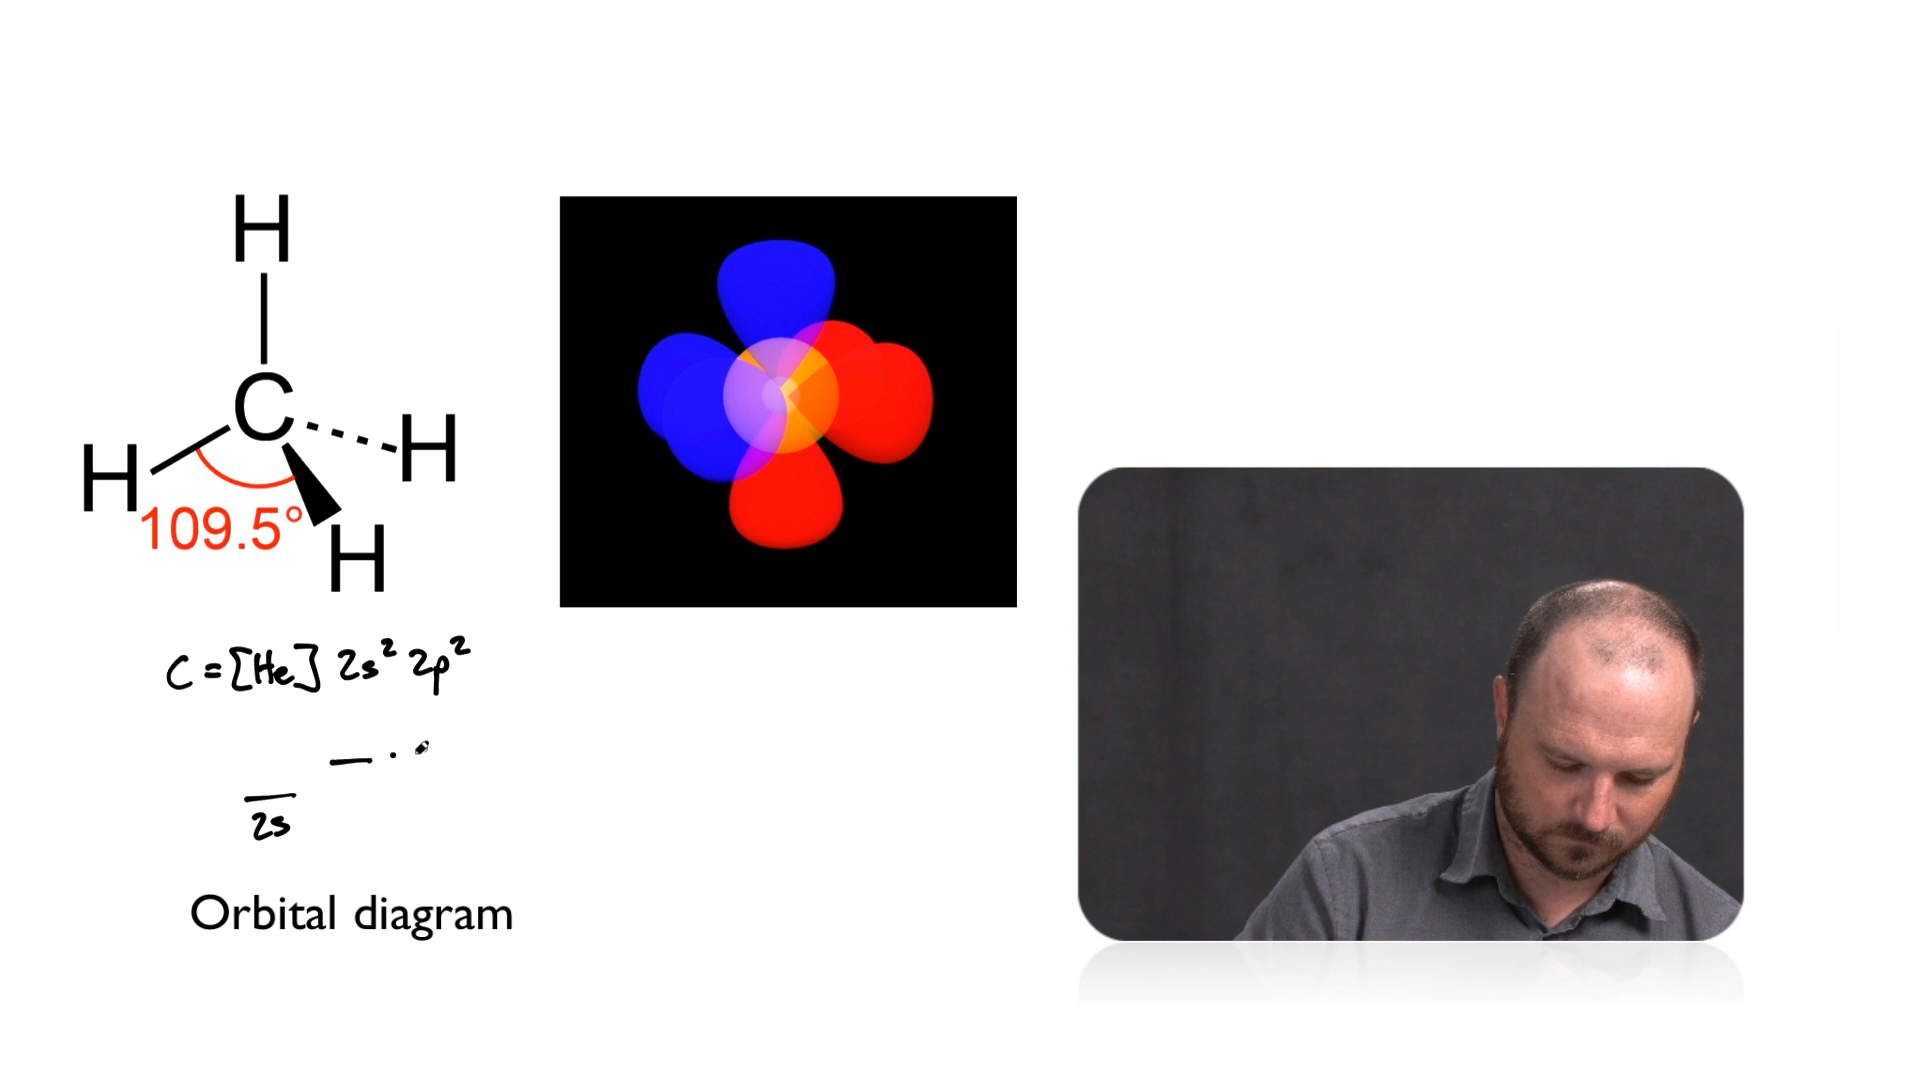 H
C
H
H
109.5°
H
C = [He] 2s² 2p²
2s
Orbital diagram